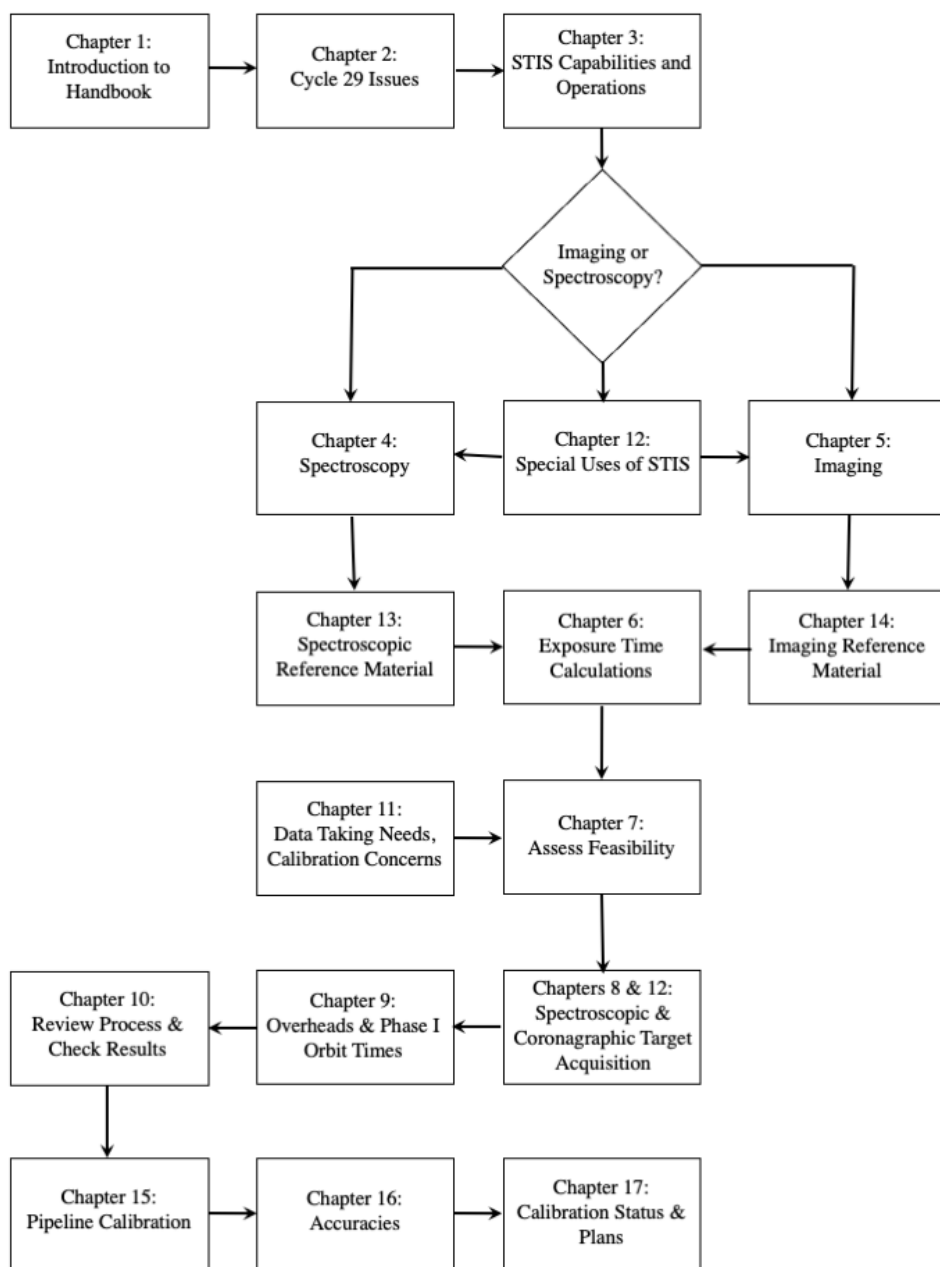 Chapter 1:
Introduction to
Handbook
Chapter 2:
Cycle 29 Issues
Chapter 3:
STIS Capabilities and
Operations
Imaging or
Spectroscopy?
Chapter 4:
Spectroscopy
Chapter 12:
Special Uses of STIS
Chapter 5:
Imaging
Chapter 13:
Spectroscopic
Reference Material
Chapter 6:
Exposure Time
Calculations
Chapter 14:
Imaging Reference
Material
Chapter 11:
Data Taking Needs,
Calibration Concerns
Chapter 7:
Assess Feasibility
Chapter 10:
Review Process &
Check Results
Chapter 9:
Overheads & Phase I
Orbit Times
Chapters 8 & 12:
Spectroscopic &
Coronagraphic Target
Acquisition
Chapter 15:
Pipeline Calibration
Chapter 16:
Accuracies
Chapter 17:
Calibration Status &
Plans